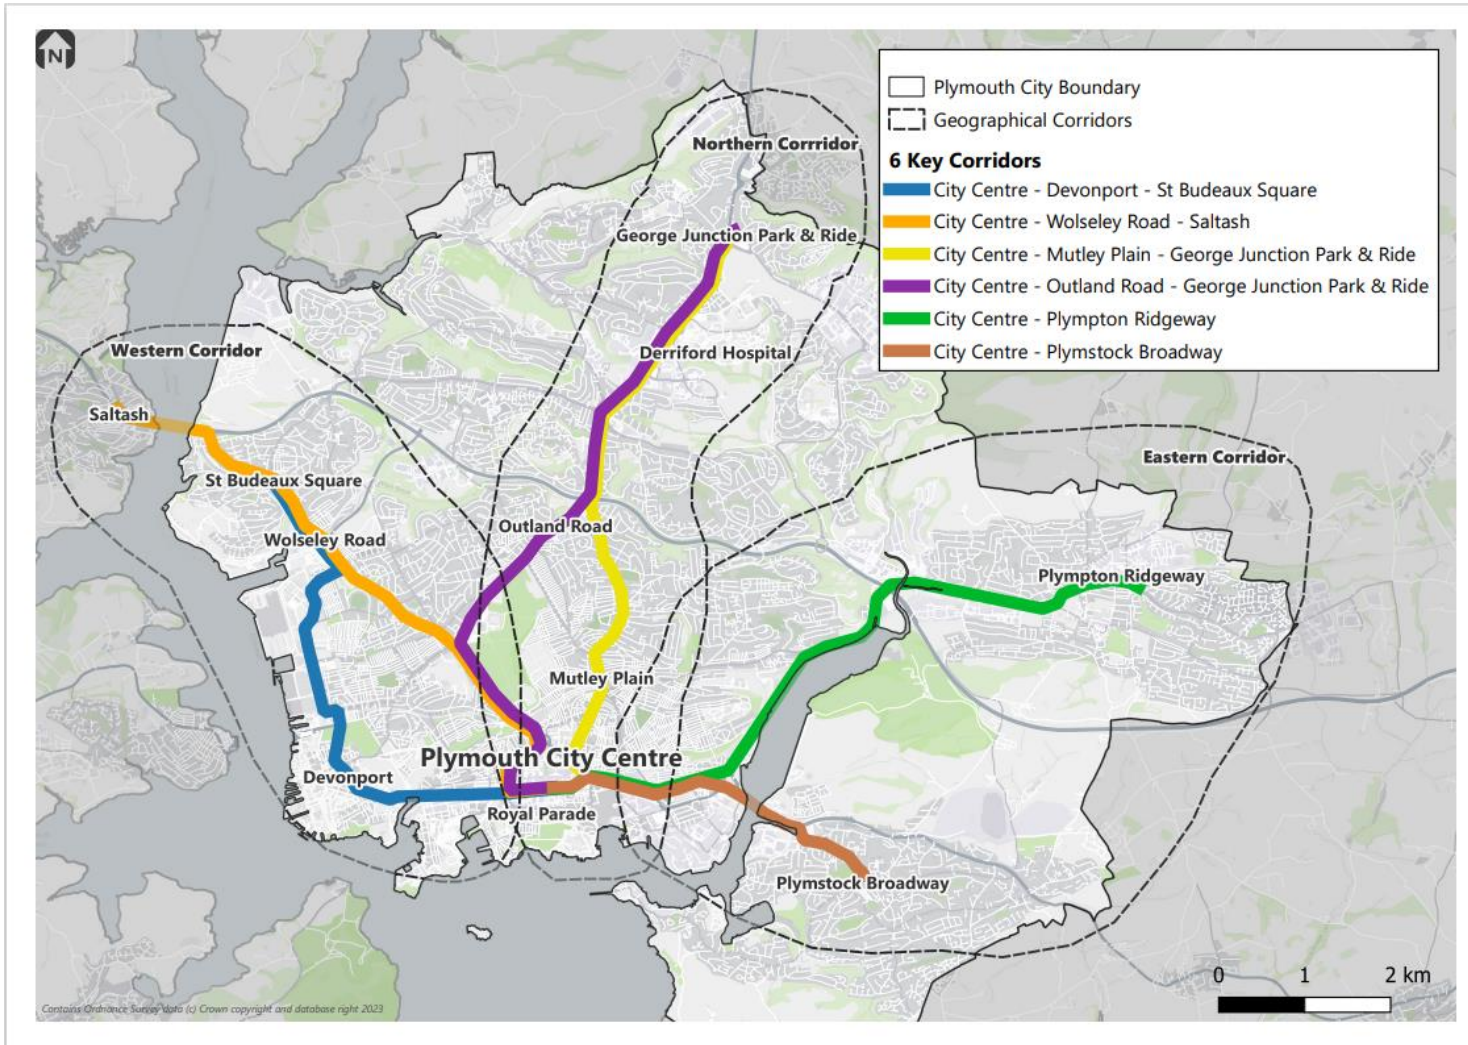 N
Plymouth City Boundary
Geographical Corridors
6 Key Corridors
City Centre - Devonport - St Budeaux Square
City Centre - Wolseley Road - Saltash
City Centre - Mutley Plain - George Junction Park & Ride
City Centre - Outland Road - George Junction Park & Ride
City Centre - Plympton Ridgeway
City Centre - Plymstock Broadway
Northern Corrridor
George Junction Park & Ride
Western Corridor
Derriford Hospital
Saltash
Eastern Corridor
St Budeaux Square
Outland Road
Wolseley Road
Plympton Ridgeway
Mutley Plain
Plymouth City Centre
Devonport
Royal Parade
Plymstock Broadway
0 1 2 km
Contains Ordnance Survey data (c) Crown copyright and database right 2023